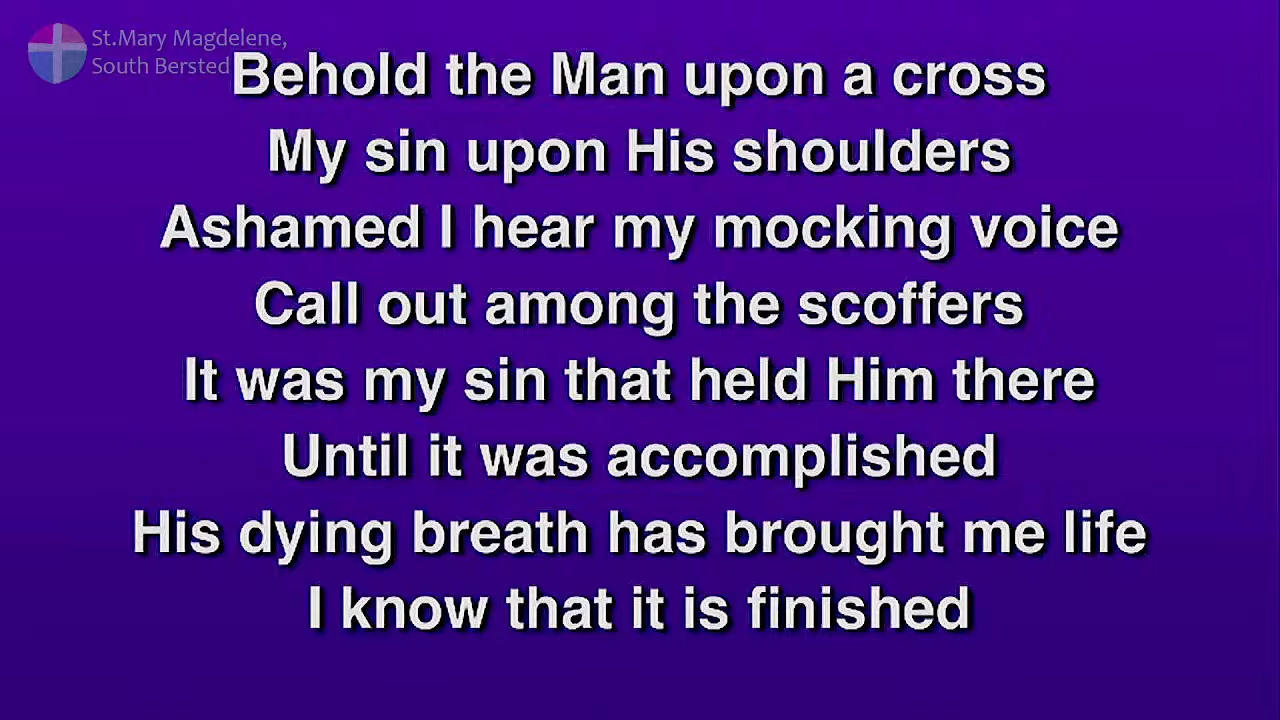 St.Mary Magdelene,
South Bersted
Behold the Man upon a cross
My sin upon His shoulders
Ashamed I hear my mocking voice
Call out among the scoffers
It was my sin that held Him there
Until it was accomplished
His dying breath has brought me life
I know that it is finished